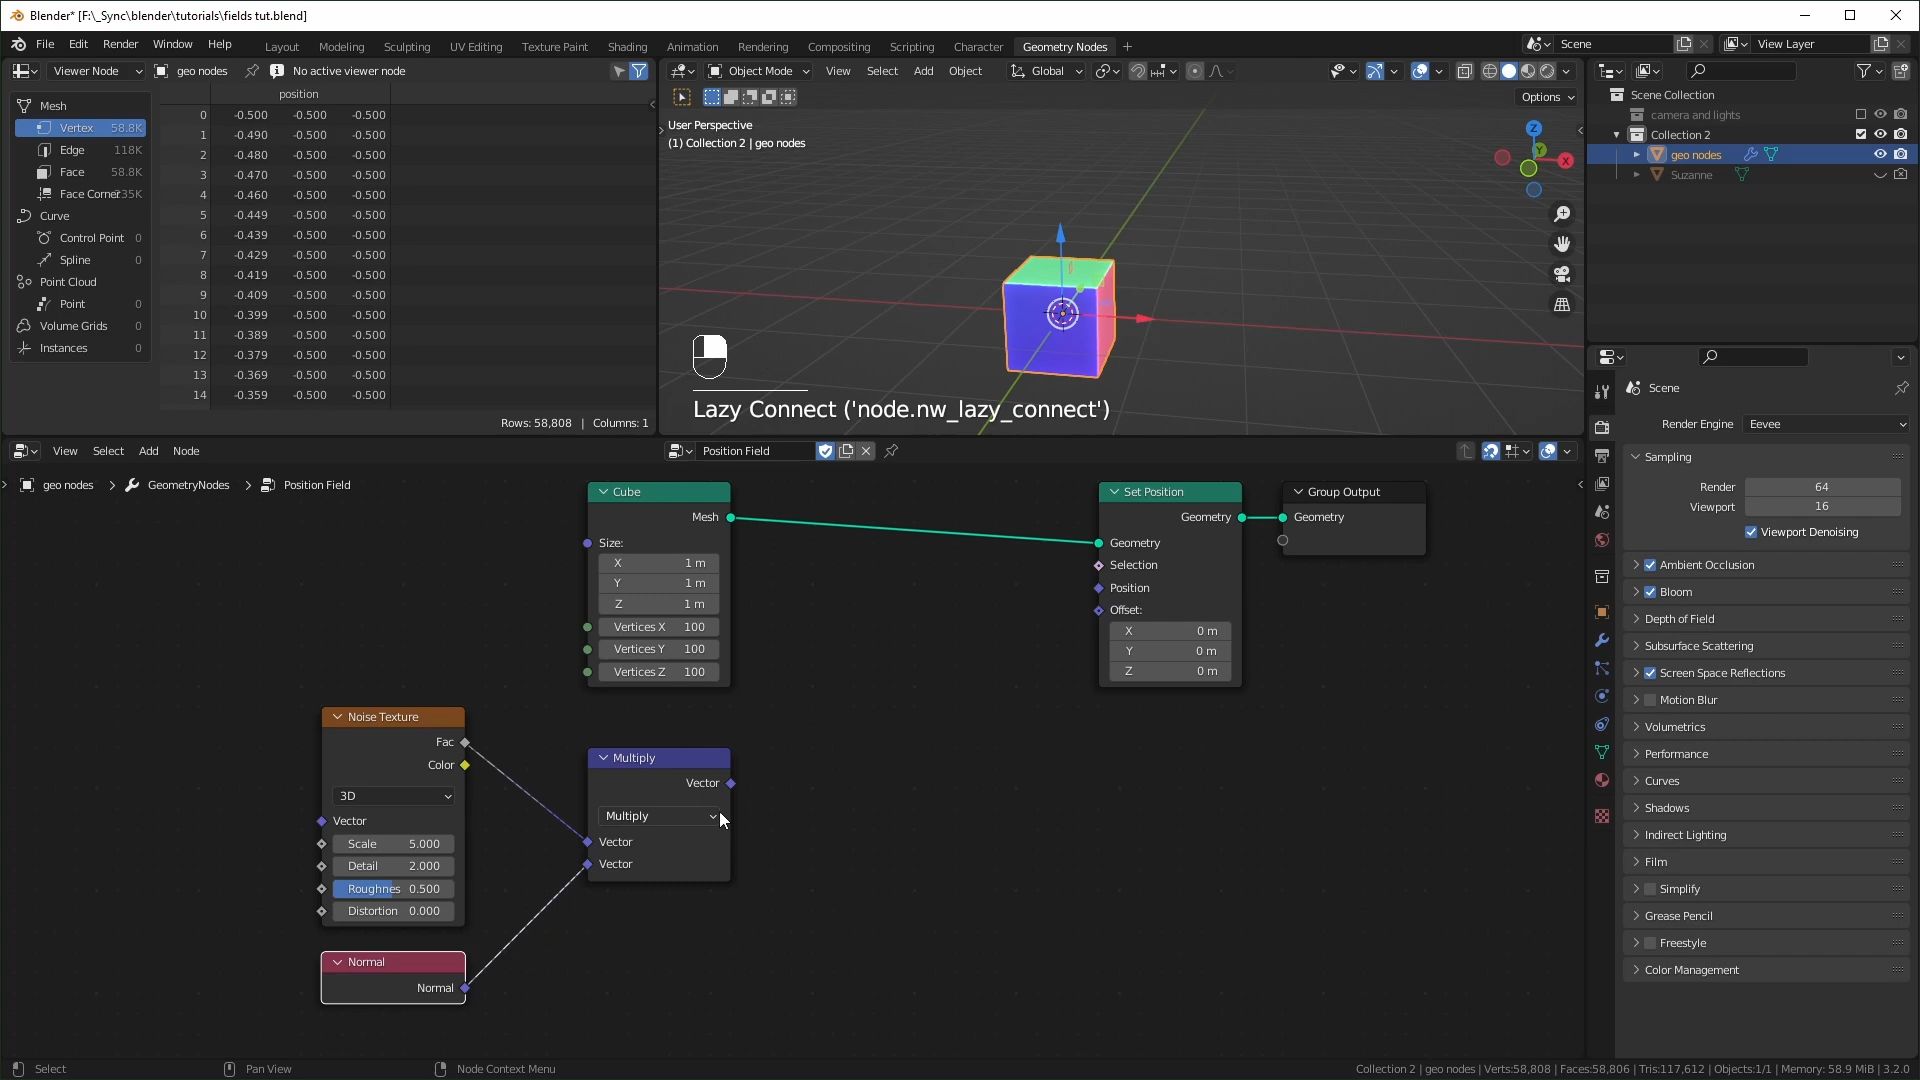 Blender* [F:\_Sync\blender\tutorials\fields tut.blend]
File Edit Render Window Help Layout Modeling Sculpting UV Editing Texture Paint Shading Animation Rendering Compositing Scripting Character Geometry Nodes + Scene View Layer
Viewer Node geo nodes No active viewer node
Object Mode View Select Add Object Global
Options
position
Mesh
Vertex 58.8K
Edge 118K
Face 58.8K
Face Corner 235K
Curve
Control Point 0
Spline 0
Point Cloud
Point 0
Volume Grids 0
Instances 0
0 -0.500 -0.500 -0.500
1 -0.490 -0.500 -0.500
2 -0.480 -0.500 -0.500
3 -0.470 -0.500 -0.500
4 -0.460 -0.500 -0.500
5 -0.449 -0.500 -0.500
6 -0.439 -0.500 -0.500
7 -0.429 -0.500 -0.500
8 -0.419 -0.500 -0.500
9 -0.409 -0.500 -0.500
10 -0.399 -0.500 -0.500
11 -0.389 -0.500 -0.500
12 -0.379 -0.500 -0.500
13 -0.369 -0.500 -0.500
14 -0.359 -0.500 -0.500
Rows: 58,808 | Columns: 1
User Perspective
(1) Collection 2 | geo nodes
Z
Y
X
Lazy Connect ('node.nw_lazy_connect')
Scene Collection
camera and lights
Collection 2
geo nodes
Suzanne
View Select Add Node Position Field
geo nodes > GeometryNodes > Position Field
Cube
Mesh
Size:
X 1 m
Y 1 m
Z 1 m
Vertices X 100
Vertices Y 100
Vertices Z 100
Set Position
Geometry
Geometry
Selection
Position
Offset:
X 0 m
Y 0 m
Z 0 m
Group Output
Geometry
Noise Texture
Fac
Color
3D
Vector
Scale 5.000
Detail 2.000
Roughnes 0.500
Distortion 0.000
Multiply
Vector
Multiply
Vector
Vector
Normal
Normal
Scene
Render Engine Eevee
Sampling
Render 64
Viewport 16
Viewport Denoising
Ambient Occlusion
Bloom
Depth of Field
Subsurface Scattering
Screen Space Reflections
Motion Blur
Volumetrics
Performance
Curves
Shadows
Indirect Lighting
Film
Simplify
Grease Pencil
Freestyle
Color Management
Select Pan View Node Context Menu Collection 2 | geo nodes | Verts:58,808 | Faces:58,806 | Tris:117,612 | Objects:1/1 | Memory: 58.9 MiB | 3.2.0